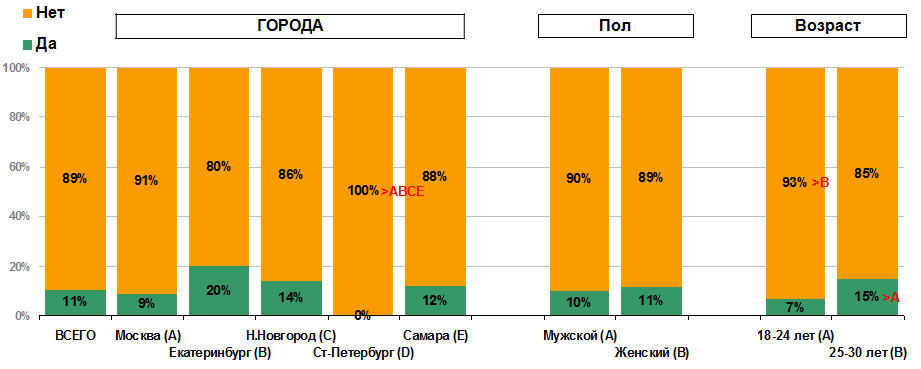 Нет
Да
ГОРОДА
Пол
Возраст
100%
80%
60%
40%
20%
0%
89%
91%
80%
86%
100% >ABCE
88%
90%
89%
93% >B
85%
11%
9%
20%
14%
0%
12%
10%
11%
7%
15% >A
ВСЕГО
Москва (A)
Екатеринбург (B)
Н.Новгород (C)
Ст-Петербург (D)
Самара (E)
Мужской (A)
Женский (B)
18-24 лет (A)
25-30 лет (B)